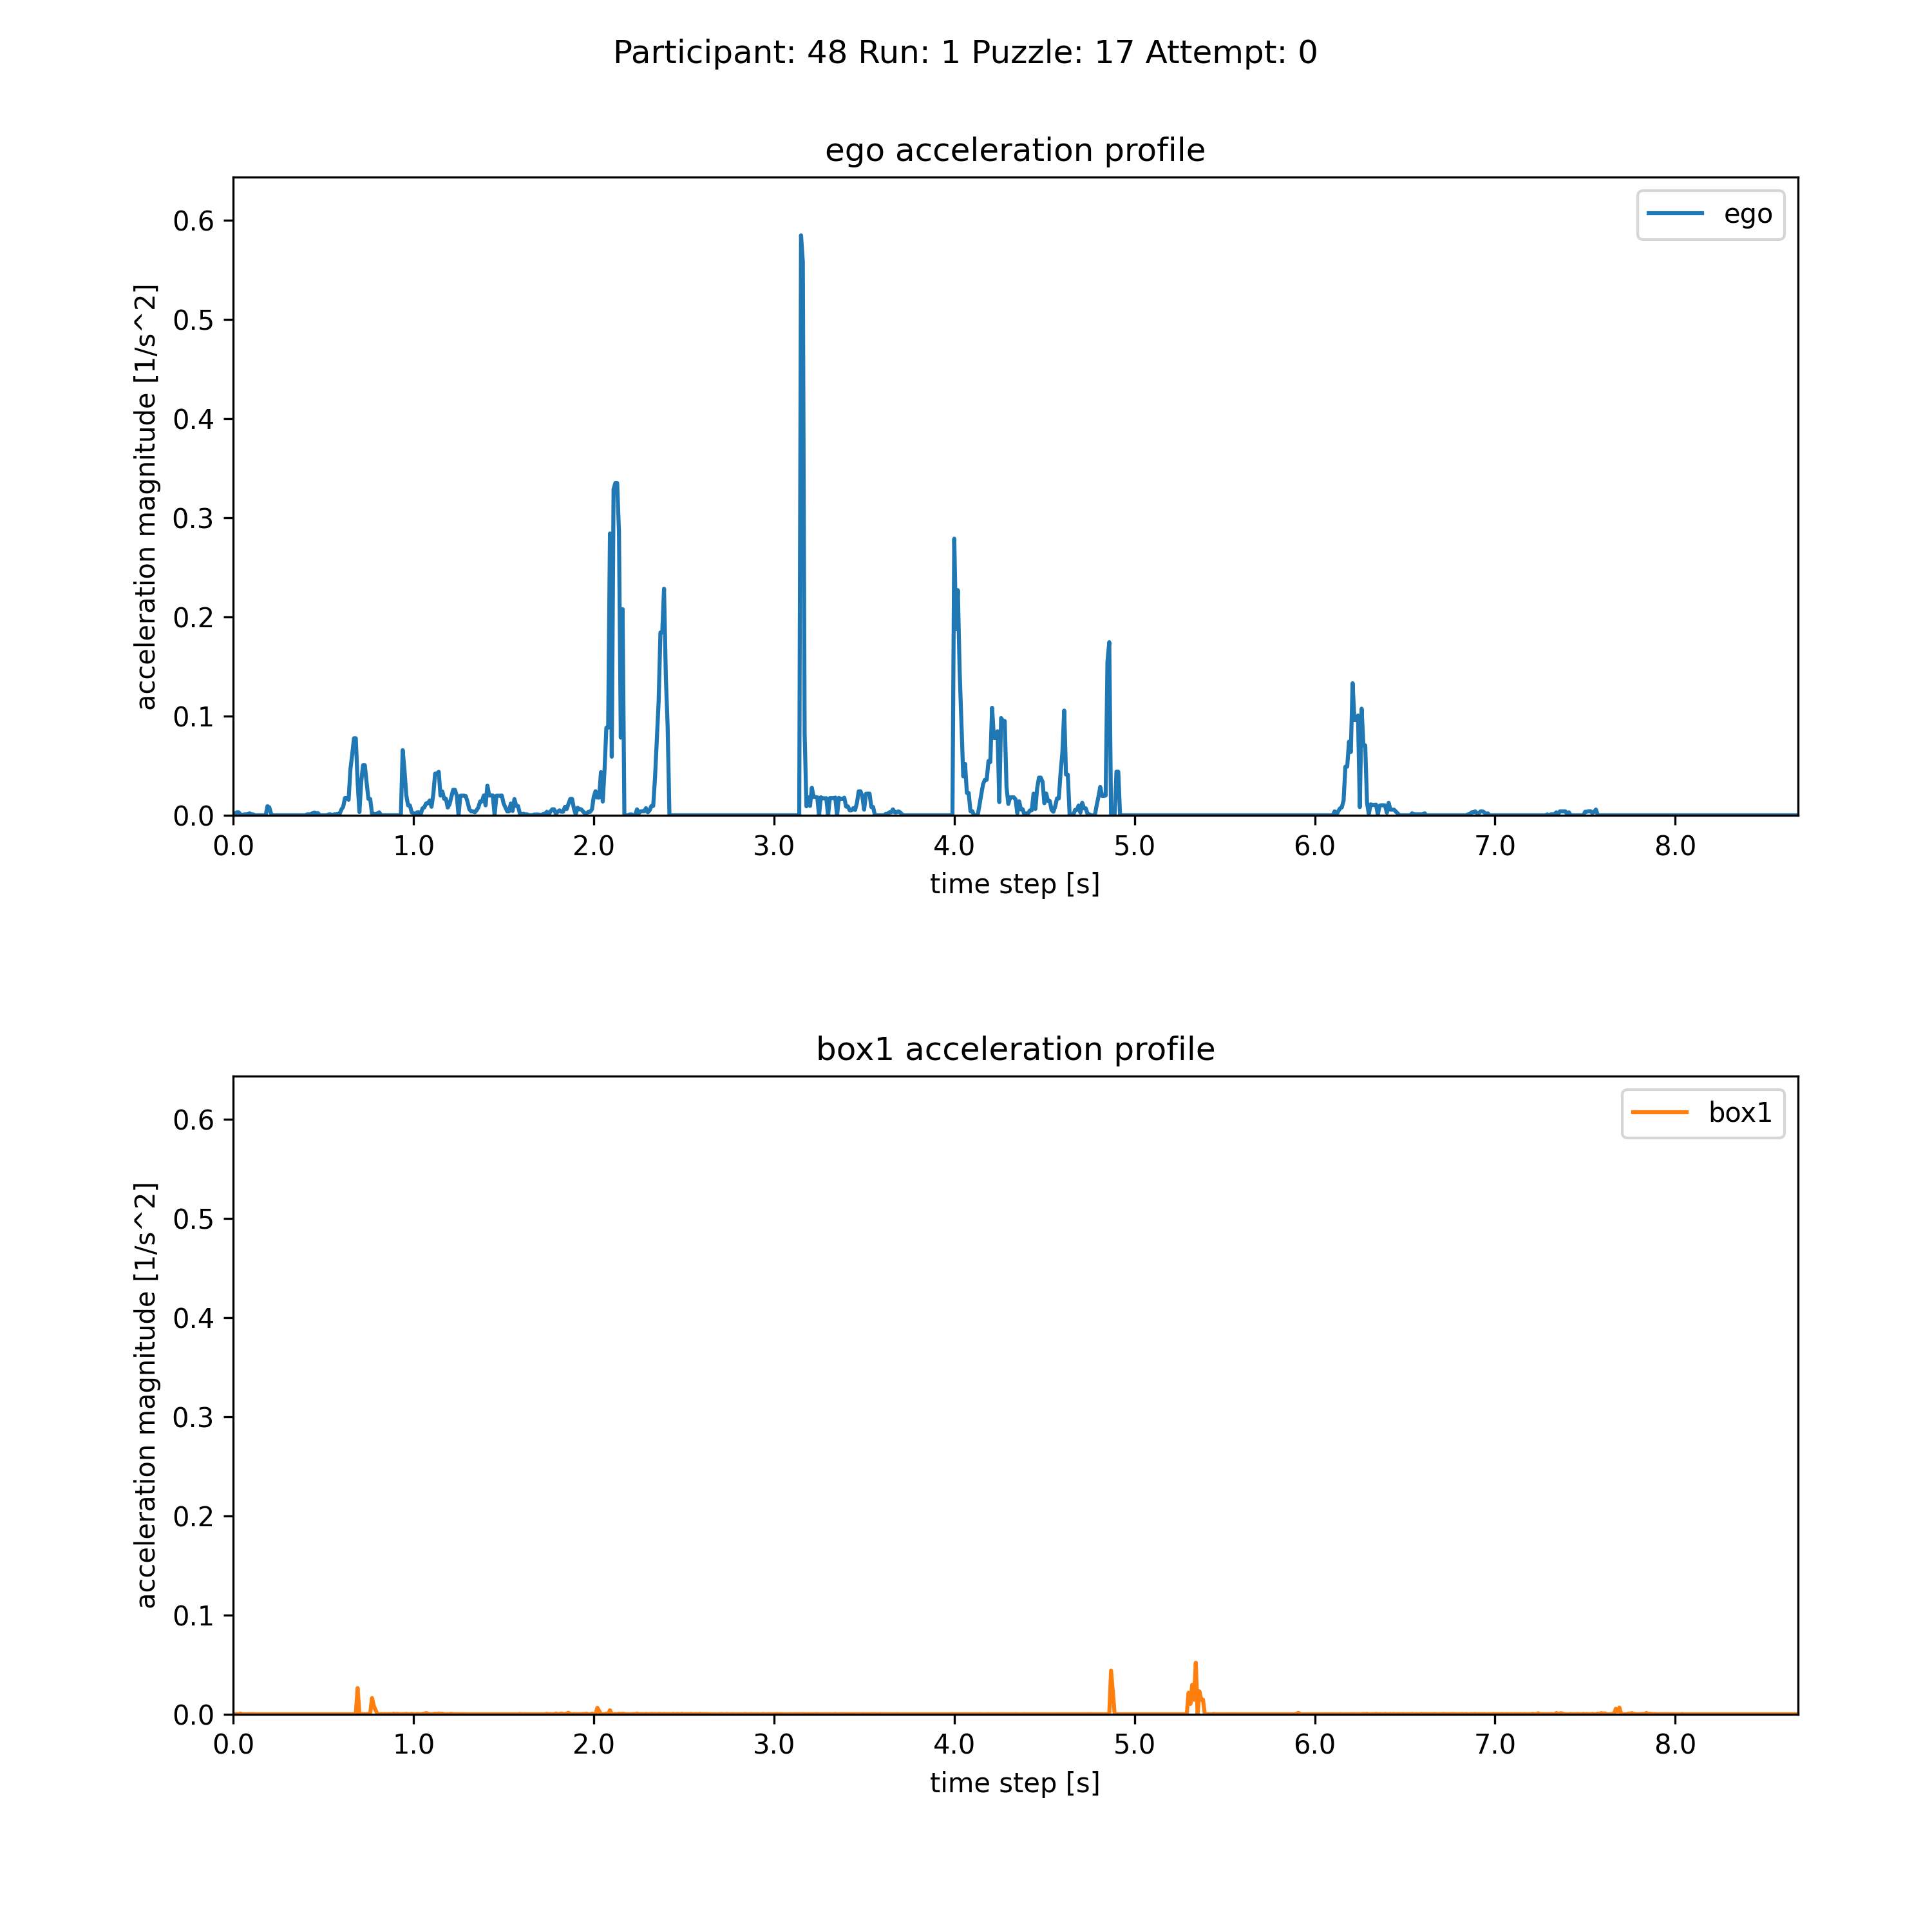 Participant: 48 Run: 1 Puzzle: 17 Attempt: 0
ego acceleration profile
ego
acceleration magnitude [1/s^2]
0.6
0.5
0.4
0.3
0.2
0.1
0.0
0.0 1.0 2.0 3.0 4.0 5.0 6.0 7.0 8.0
time step [s]
box1 acceleration profile
box1
acceleration magnitude [1/s^2]
0.6
0.5
0.4
0.3
0.2
0.1
0.0
0.0 1.0 2.0 3.0 4.0 5.0 6.0 7.0 8.0
time step [s]